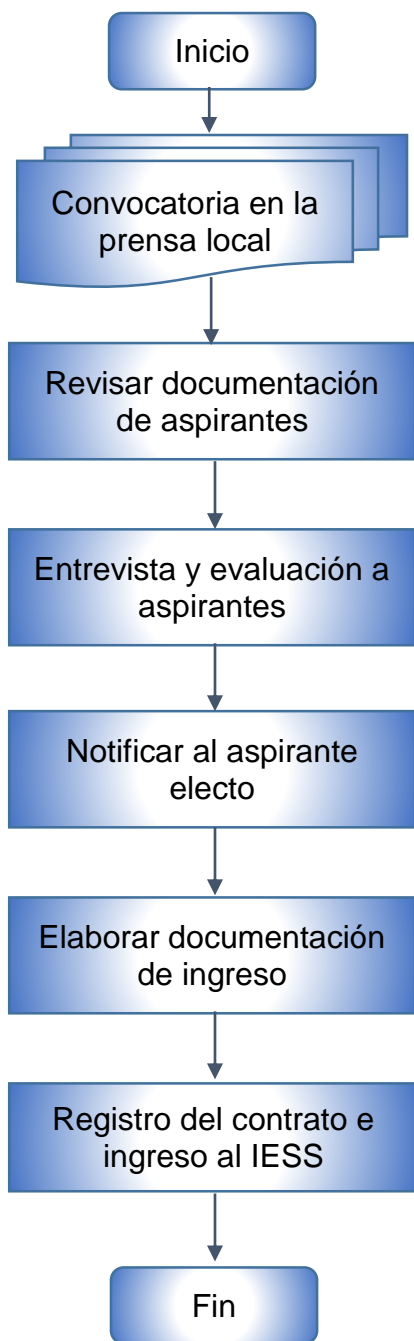 Inicio
Convocatoria en la
prensa local
Revisar documentación
de aspirantes
Entrevista y evaluación a
aspirantes
Notificar al aspirante
electo
Elaborar documentación
de ingreso
Registro del contrato e
ingreso al IESS
Fin